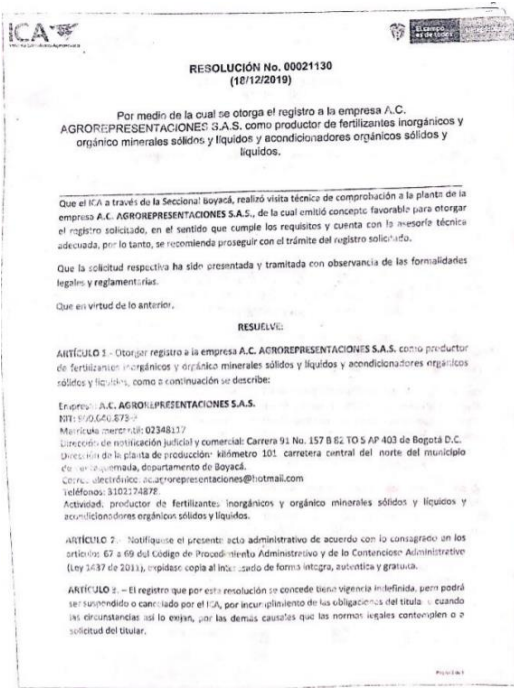 ICA
El campo es de todos
RESOLUCIÓN No. 00021130
(18/12/2019)
Por medio de la cual se otorga el registro a la empresa A.C.
AGROREPRESENTACIONES S.A.S. como productor de fertilizantes inorgánicos y
orgánico minerales sólidos y líquidos y acondicionadores orgánicos sólidos y
líquidos.
Que el ICA a través de la Seccional Boyacá, realizó visita técnica de comprobación a la planta de la
empresa A.C. AGROREPRESENTACIONES S.A.S., de la cual emitió concepto favorable para otorgar
el registro solicitado, en el sentido que cumple los requisitos y cuenta con la asesoría técnica
adecuada, por lo tanto, se recomienda proseguir con el trámite del registro solicitado.
Que la solicitud respectiva ha sido presentada y tramitada con observancia de las formalidades
legales y reglamentarias.
Que en virtud de lo anterior,
RESUELVE:
ARTÍCULO 1.- Otorgar registro a la empresa A.C. AGROREPRESENTACIONES S.A.S. como productor
de fertilizantes inorgánicos y orgánico minerales sólidos y líquidos y acondicionadores orgánicos
sólidos y líquidos, como a continuación se describe:
Empresa: A.C. AGROREPRESENTACIONES S.A.S.
NIT:
Matrícula mercantil: 02348117
Dirección de notificación judicial y comercial: Carrera 91 No. 157 B 82 TO 5 AP 403 de Bogotá D.C.
Dirección de la planta de producción: kilómetro 101 carretera central del norte del municipio
de departamento de Boyacá.
Correo electrónico: ac.agrorepresentaciones@hotmail.com
Teléfonos: 3102174878.
Actividad, productor de fertilizantes inorgánicos y orgánico minerales sólidos y líquidos y
acondicionadores orgánicos sólidos y líquidos.
ARTÍCULO 2.- Notifíquese el presente acto administrativo de acuerdo con lo consagrado en los
artículos 67 a 69 del Código de Procedimiento Administrativo y de lo Contencioso Administrativo
(Ley 1437 de 2011), expídase copia al interesado de forma íntegra, autentica y gratuita.
ARTÍCULO 3. – El registro que por esta resolución se concede tiene vigencia indefinida, pero podrá
ser suspendido o cancelado por el ICA, por incumplimiento de las obligaciones del titular o cuando
las circunstancias así lo exijan, por las demás causales que las normas legales contemplen o a
solicitud del titular.